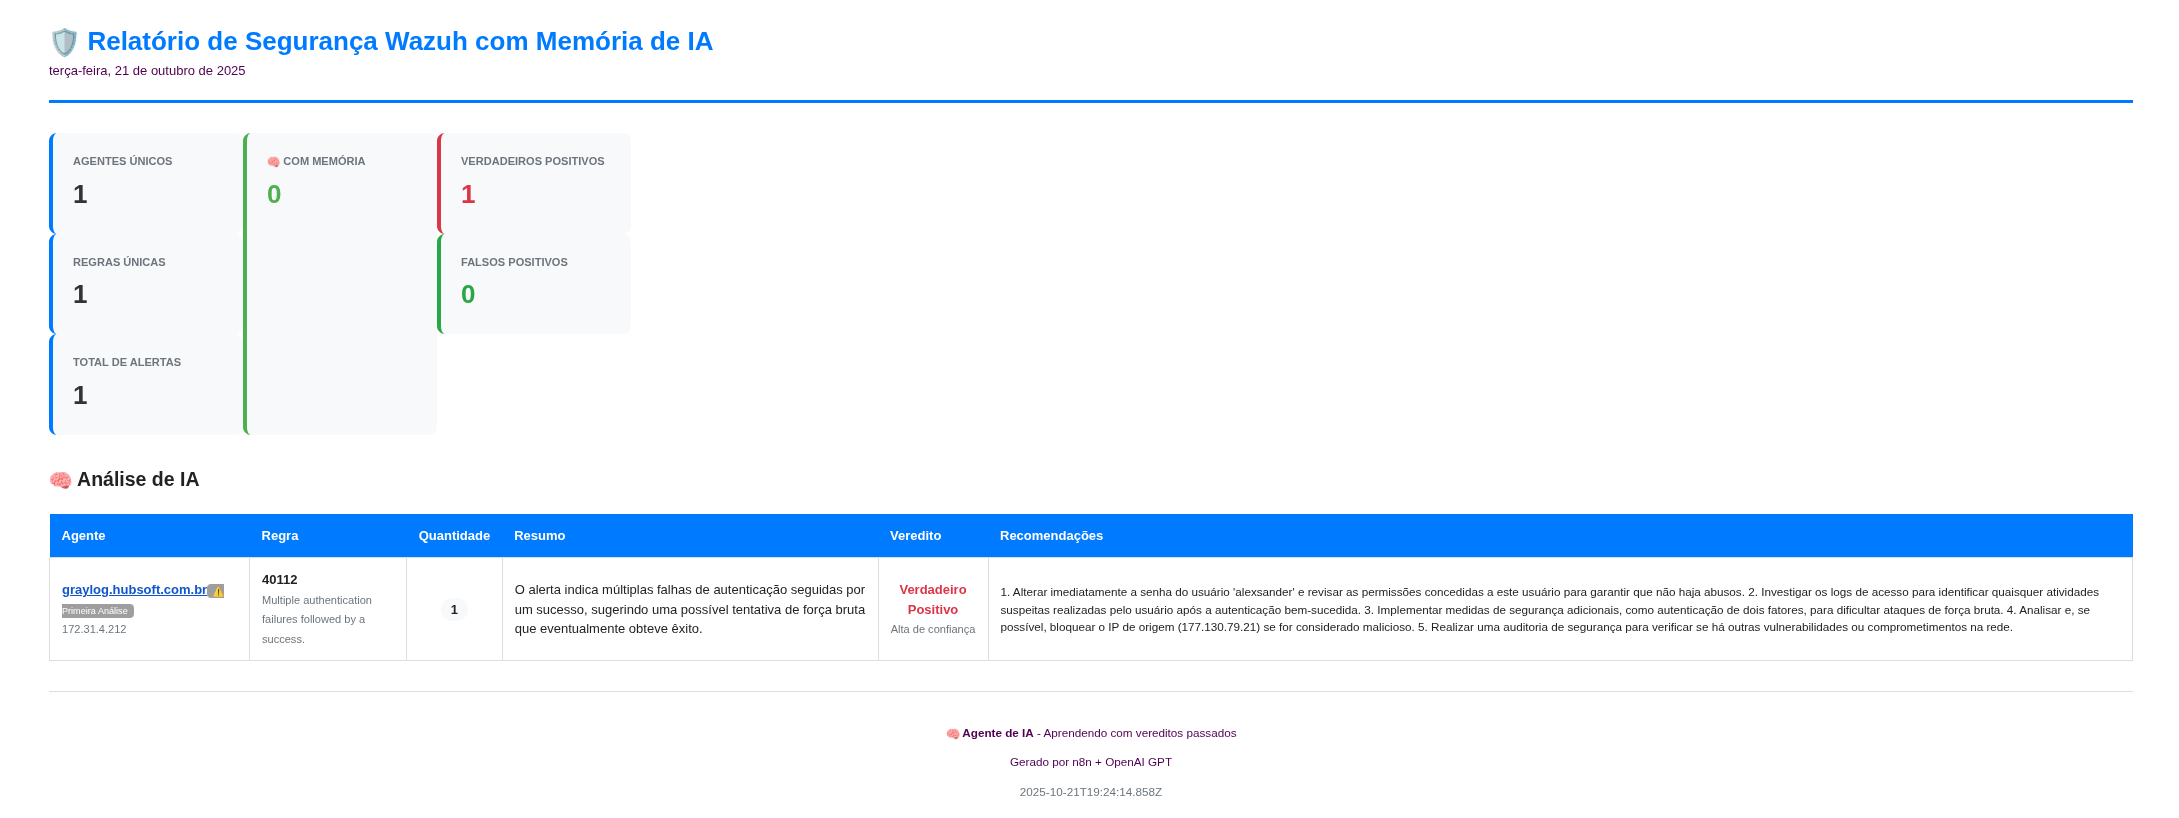 🛡️ Relatório de Segurança Wazuh com Memória de IA
terça-feira, 21 de outubro de 2025
AGENTES ÚNICOS
1
REGRAS ÚNICAS
1
TOTAL DE ALERTAS
1
🧠 COM MEMÓRIA
0
VERDADEIROS POSITIVOS
1
FALSOS POSITIVOS
0
🧠 Análise de IA
Agente Regra Quantidade Resumo Veredito Recomendações
graylog.hubsoft.com.br ⚠️
Primeira Análise
172.31.4.212
40112
Multiple authentication
failures followed by a
success.
1
O alerta indica múltiplas falhas de autenticação seguidas por
um sucesso, sugerindo uma possível tentativa de força bruta
que eventualmente obteve êxito.
Verdadeiro
Positivo
Alta de confiança
1. Alterar imediatamente a senha do usuário 'alexsander' e revisar as permissões concedidas a este usuário para garantir que não haja abusos. 2. Investigar os logs de acesso para identificar quaisquer atividades
suspeitas realizadas pelo usuário após a autenticação bem-sucedida. 3. Implementar medidas de segurança adicionais, como autenticação de dois fatores, para dificultar ataques de força bruta. 4. Analisar e, se
possível, bloquear o IP de origem (177.130.79.21) se for considerado malicioso. 5. Realizar uma auditoria de segurança para verificar se há outras vulnerabilidades ou comprometimentos na rede.
🧠 Agente de IA - Aprendendo com vereditos passados
Gerado por n8n + OpenAI GPT
2025-10-21T19:24:14.858Z